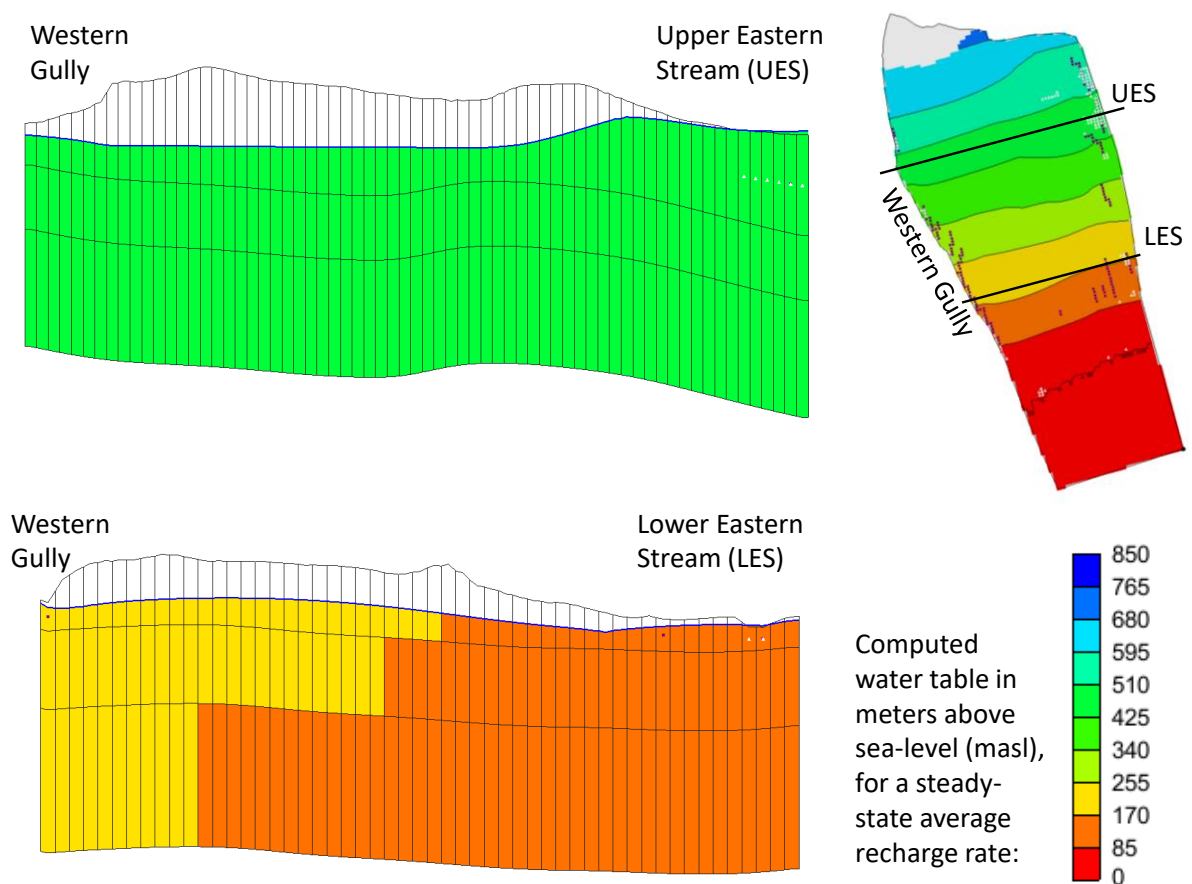 Western
Gully
Upper Eastern
Stream (UES)
UES
Western Gully
LES
Western
Gully
Lower Eastern
Stream (LES)
Computed
water table in
meters above
sea-level (masl),
for a steady-
state average
recharge rate:
850
765
680
595
510
425
340
255
170
85
0